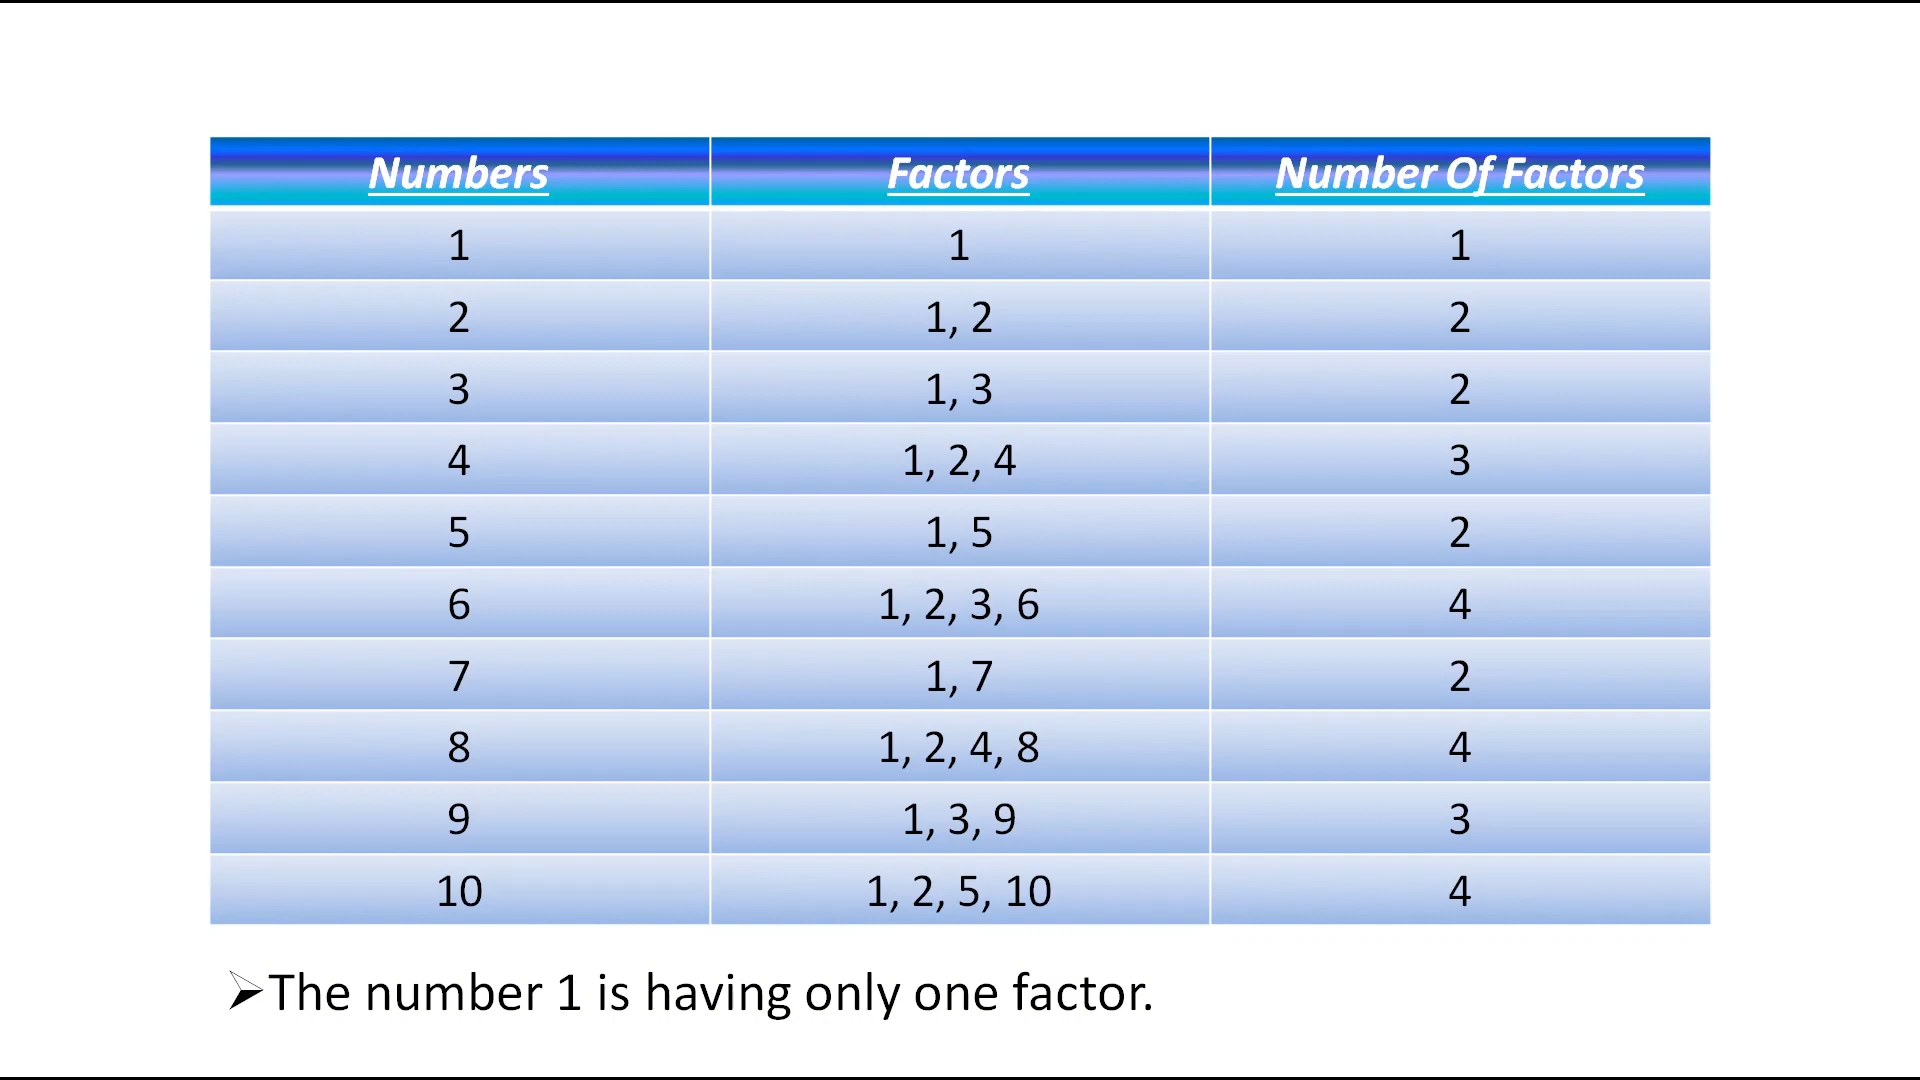 Numbers Factors Number Of Factors
1 1 1
2 1, 2 2
3 1, 3 2
4 1, 2, 4 3
5 1, 5 2
6 1, 2, 3, 6 4
7 1, 7 2
8 1, 2, 4, 8 4
9 1, 3, 9 3
10 1, 2, 5, 10 4
➢The number 1 is having only one factor.